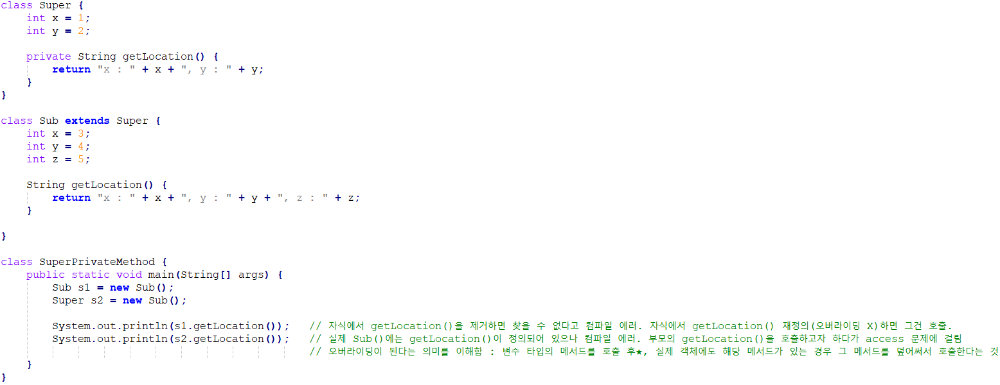 class Super {
    int x = 1;
    int y = 2;

    private String getLocation() {
        return "x : " + x + ", y : " + y;
    }
}

class Sub extends Super {
    int x = 3;
    int y = 4;
    int z = 5;

    String getLocation() {
        return "x : " + x + ", y : " + y + ", z : " + z;
    }

}

class SuperPrivateMethod {
    public static void main(String[] args) {
        Sub s1 = new Sub();
        Super s2 = new Sub();

        System.out.println(s1.getLocation());   // 자식에서 getLocation()을 제거하면 찾을 수 없다고 컴파일 에러. 자식에서 getLocation() 재정의(오버라이딩 X)하면 그건 호출.
        System.out.println(s2.getLocation());   // 실제 Sub()에는 getLocation()이 정의되어 있으나 컴파일 에러. 부모의 getLocation()을 호출하고자 하다가 access 문제에 걸림
                                                // 오버라이딩이 된다는 의미를 이해함 : 변수 타입의 메서드를 호출 후★, 실제 객체에도 해당 메서드가 있는 경우 그 메서드를 덮어써서 호출한다는 것
    }
}